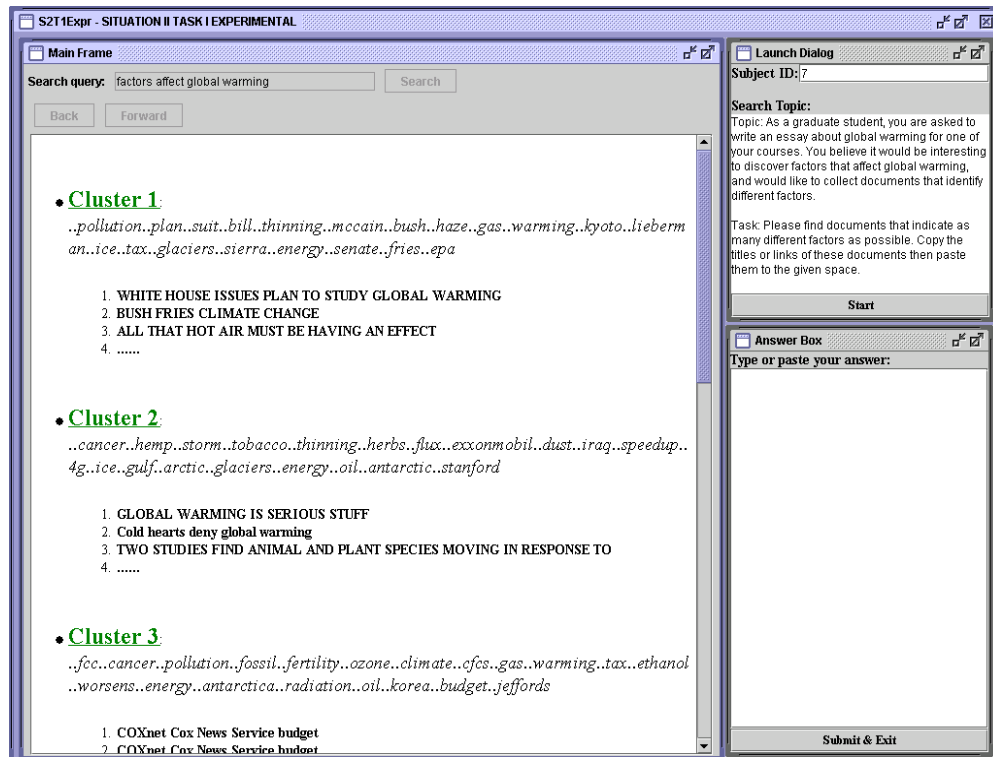 S2T1Expr - SITUATION II TASK I EXPERIMENTAL
Main Frame
Search query: factors affect global warming Search
Back Forward
Cluster 1:
..pollution..plan..suit..bill..thinning..mccain..bush..haze..gas..warming..kyoto..lieberm
an..ice..tax..glaciers..sierra..energy..senate..fries..epa
1. WHITE HOUSE ISSUES PLAN TO STUDY GLOBAL WARMING
2. BUSH FRIES CLIMATE CHANGE
3. ALL THAT HOT AIR MUST BE HAVING AN EFFECT
4. ......
Cluster 2:
..cancer..hemp..storm..tobacco..thinning..herbs..flux..exxonmobil..dust..iraq..speedup..
4g..ice..gulf..arctic..glaciers..energy..oil..antarctic..stanford
1. GLOBAL WARMING IS SERIOUS STUFF
2. Cold hearts deny global warming
3. TWO STUDIES FIND ANIMAL AND PLANT SPECIES MOVING IN RESPONSE TO
4. ......
Cluster 3:
..fcc..cancer..pollution..fossil..fertility..ozone..climate..cfcs..gas..warming..tax..ethanol
..worsens..energy..antarctica..radiation..oil..korea..budget..jeffords
1. COXnet Cox News Service budget
2. COXnet Cox News Service budget
Launch Dialog
Subject ID: 7
Search Topic:
Topic: As a graduate student, you are asked to
write an essay about global warming for one of
your courses. You believe it would be interesting
to discover factors that affect global warming,
and would like to collect documents that identify
different factors.
Task: Please find documents that indicate as
many different factors as possible. Copy the
titles or links of these documents then paste
them to the given space.
Start
Answer Box
Type or paste your answer:
Submit & Exit